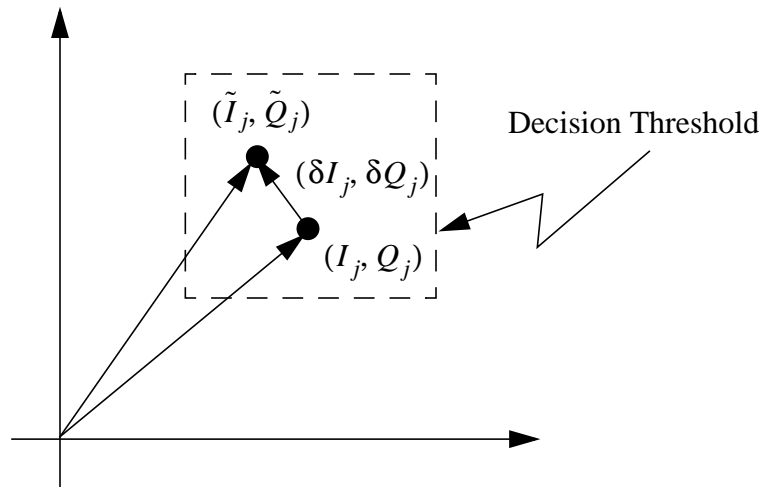 (Ĩj, Q̃j)
Decision Threshold
(δIj, δQj)
(Ij, Qj)